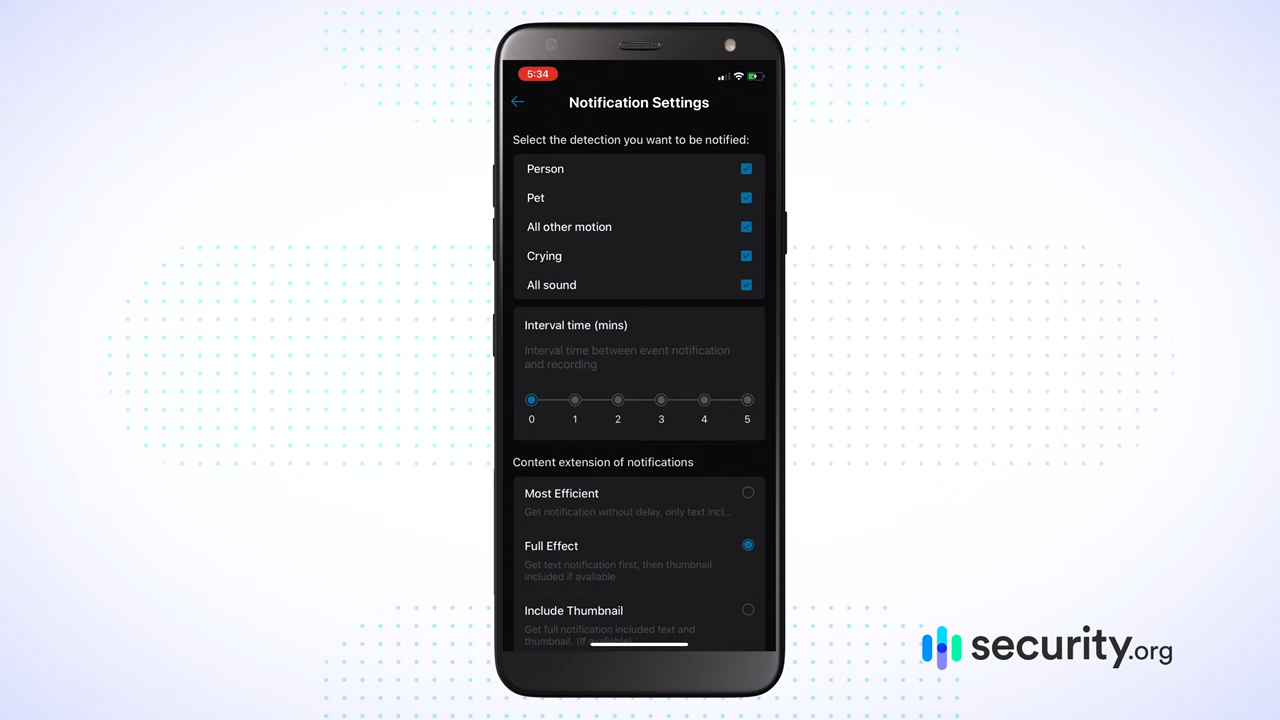 5:34
Notification Settings
Select the detection you want to be notified:
Person
Pet
All other motion
Crying
All sound
Interval time (mins)
Interval time between event notification
and recording
0 1 2 3 4 5
Content extension of notifications
Most Efficient
Get notification without delay, only text incl...
Full Effect
Get text notification first, then thumbnail
included if avaliable
Include Thumbnail
Get full notification included text and
thumbnail. (If avaliable)
security.org